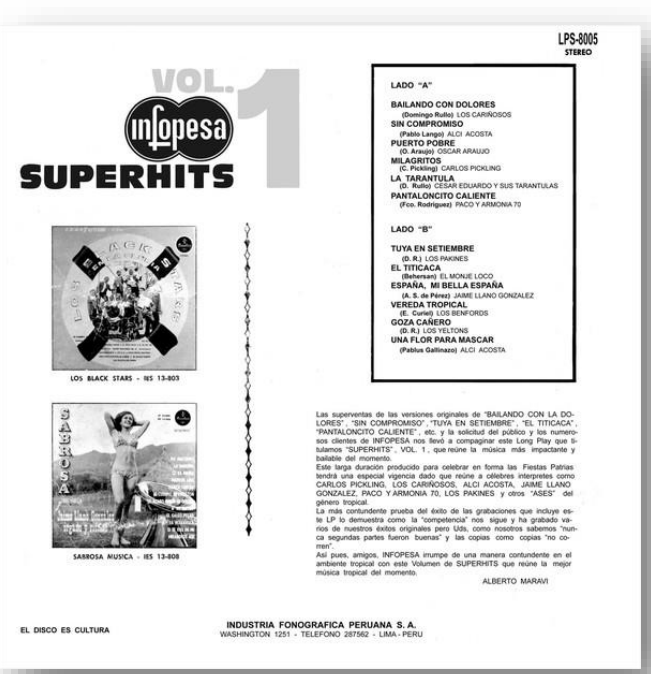 LPS-8005
STEREO
VOL. 1
infopesa
SUPERHITS
LADO "A"
BAILANDO CON DOLORES
(Domingo Rullo) LOS CARIÑOSOS
SIN COMPROMISO
(Pablo Lango) ALCI ACOSTA
PUERTO POBRE
(O. Araujo) OSCAR ARAUJO
MILAGRITOS
(C. Pickling) CARLOS PICKLING
LA TARANTULA
(D. Rullo) CESAR EDUARDO Y SUS TARANTULAS
PANTALONCITO CALIENTE
(Fco. Rodriguez) PACO Y ARMONIA 70
LADO "B"
TUYA EN SETIEMBRE
(D. R.) LOS PAKINES
EL TITICACA
(Behersan) EL MONJE LOCO
ESPAÑA, MI BELLA ESPAÑA
(A. S. de Pérez) JAIME LLANO GONZALEZ
VEREDA TROPICAL
(E. Curiel) LOS BENFORDS
GOZA CAÑERO
(D. R.) LOS YELTONS
UNA FLOR PARA MASCAR
(Pablus Gallinazo) ALCI ACOSTA
LOS BLACK STARS
LOS BLACK STARS - IES 13-803
SABROSA
Jaime Llano González
SABROSA MUSICA - IES 13-808
Las superventas de las versiones originales de "BAILANDO CON LA DO-
LORES", "SIN COMPROMISO", "TUYA EN SETIEMBRE", "EL TITICACA",
"PANTALONCITO CALIENTE", etc. y la solicitud del público y los numero-
sos clientes de INFOPESA nos llevó a compaginar este Long Play que ti-
tulamos "SUPERHITS", VOL. 1, que reúne la música más impactante y
bailable del momento.
Este larga duración producido para celebrar en forma las Fiestas Patrias
tendrá una especial vigencia dado que reúne a célebres interpretes como
CARLOS PICKLING, LOS CARIÑOSOS, ALCI ACOSTA, JAIME LLANO
GONZALEZ, PACO Y ARMONIA 70, LOS PAKINES y otros "ASES" del
género tropical.
La más contundente prueba del éxito de las grabaciones que incluye es-
te LP lo demuestra como la "competencia" nos sigue y ha grabado va-
rios de nuestros éxitos originales pero Uds, como nosotros sabemos "nun-
ca segundas partes fueron buenas" y las copias como copias "no co-
rren".
Así pues, amigos, INFOPESA irrumpe de una manera contundente en el
ambiente tropical con este Volumen de SUPERHITS que reúne la mejor
música tropical del momento.
ALBERTO MARAVI
EL DISCO ES CULTURA
INDUSTRIA FONOGRAFICA PERUANA S. A.
WASHINGTON 1251 - TELEFONO 287562 - LIMA - PERU